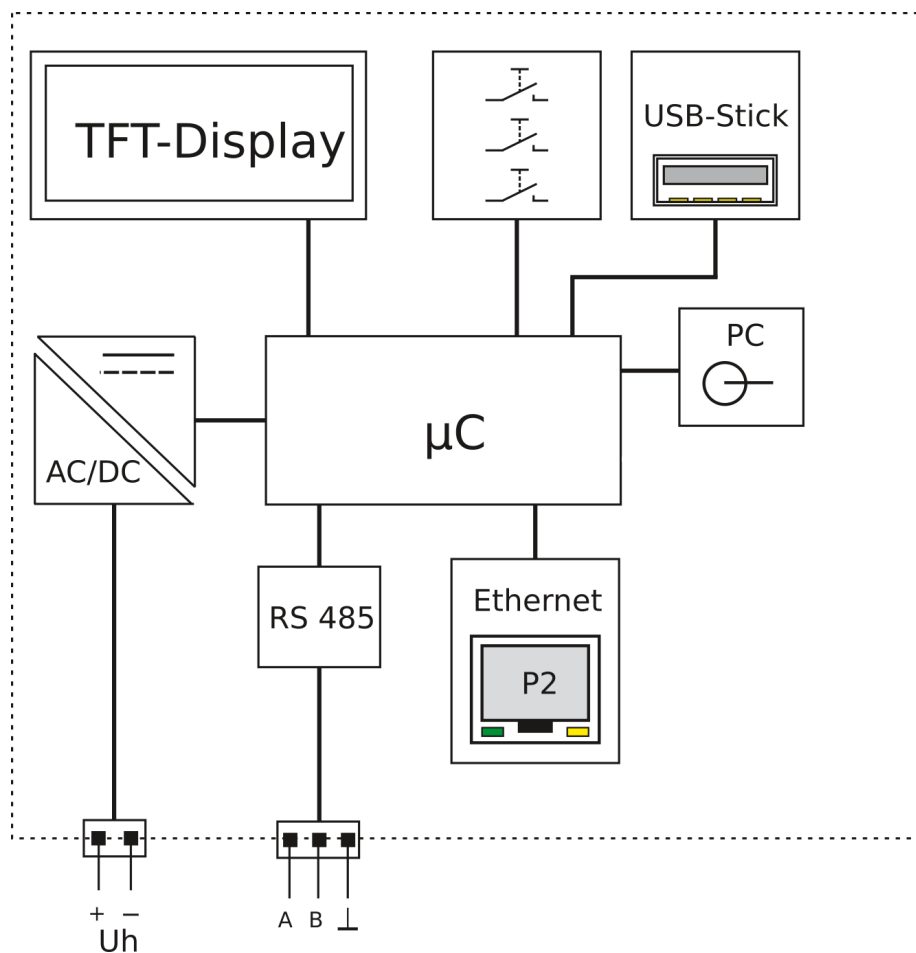 TFT-Display
USB-Stick
PC
µC
AC/DC
RS 485
Ethernet
P2
+ −
Uh
A B ⊥